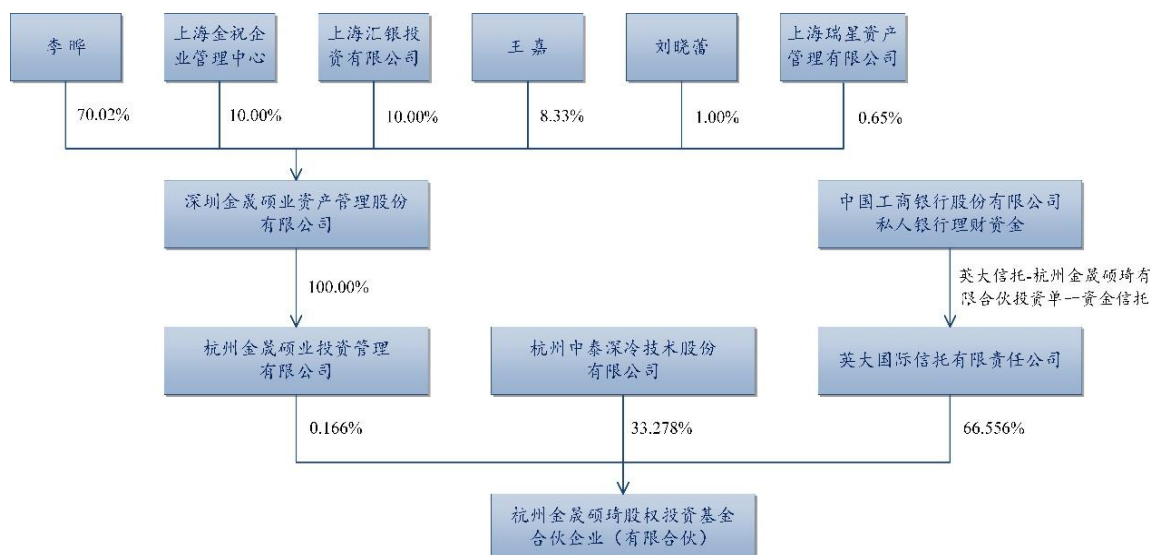 李 晔
上海金祝企
业管理中心
上海汇银投
资有限公司
王 嘉
刘晓蕾
上海瑞星资产
管理有限公司
70.02%
10.00%
10.00%
8.33%
1.00%
0.65%
深圳金晟硕业资产管理股份
有限公司
中国工商银行股份有限公司
私人银行理财资金
100.00%
英大信托-杭州金晟硕琦有
限合伙投资单一资金信托
杭州金晟硕业投资管理
有限公司
杭州中泰深冷技术股份
有限公司
英大国际信托有限责任公司
0.166%
33.278%
66.556%
杭州金晟硕琦股权投资基金
合伙企业（有限合伙）